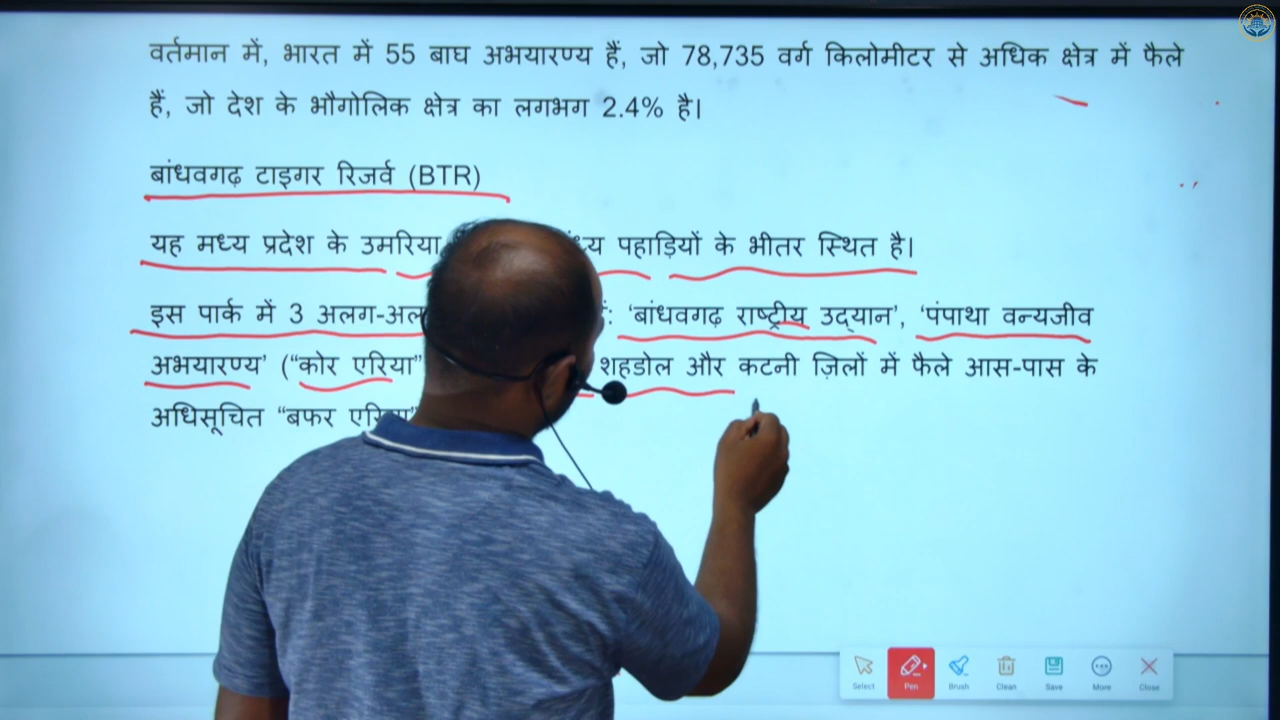 वर्तमान में, भारत में 55 बाघ अभयारण्य हैं, जो 78,735 वर्ग किलोमीटर से अधिक क्षेत्र में फैले
हैं, जो देश के भौगोलिक क्षेत्र का लगभग 2.4% है।
बांधवगढ़ टाइगर रिजर्व (BTR)
यह मध्य प्रदेश के उमरिया पहाड़ियों के भीतर स्थित है।
इस पार्क में 3 'बांधवगढ़ राष्ट्रीय उद्यान', 'पंपाथा वन्यजीव
अभयारण्य' ("कोर एरिया" शहडोल और कटनी ज़िलों में फैले आस-पास के
अधिसूचित "बफर
Select Pen Brush Clean Save More Close